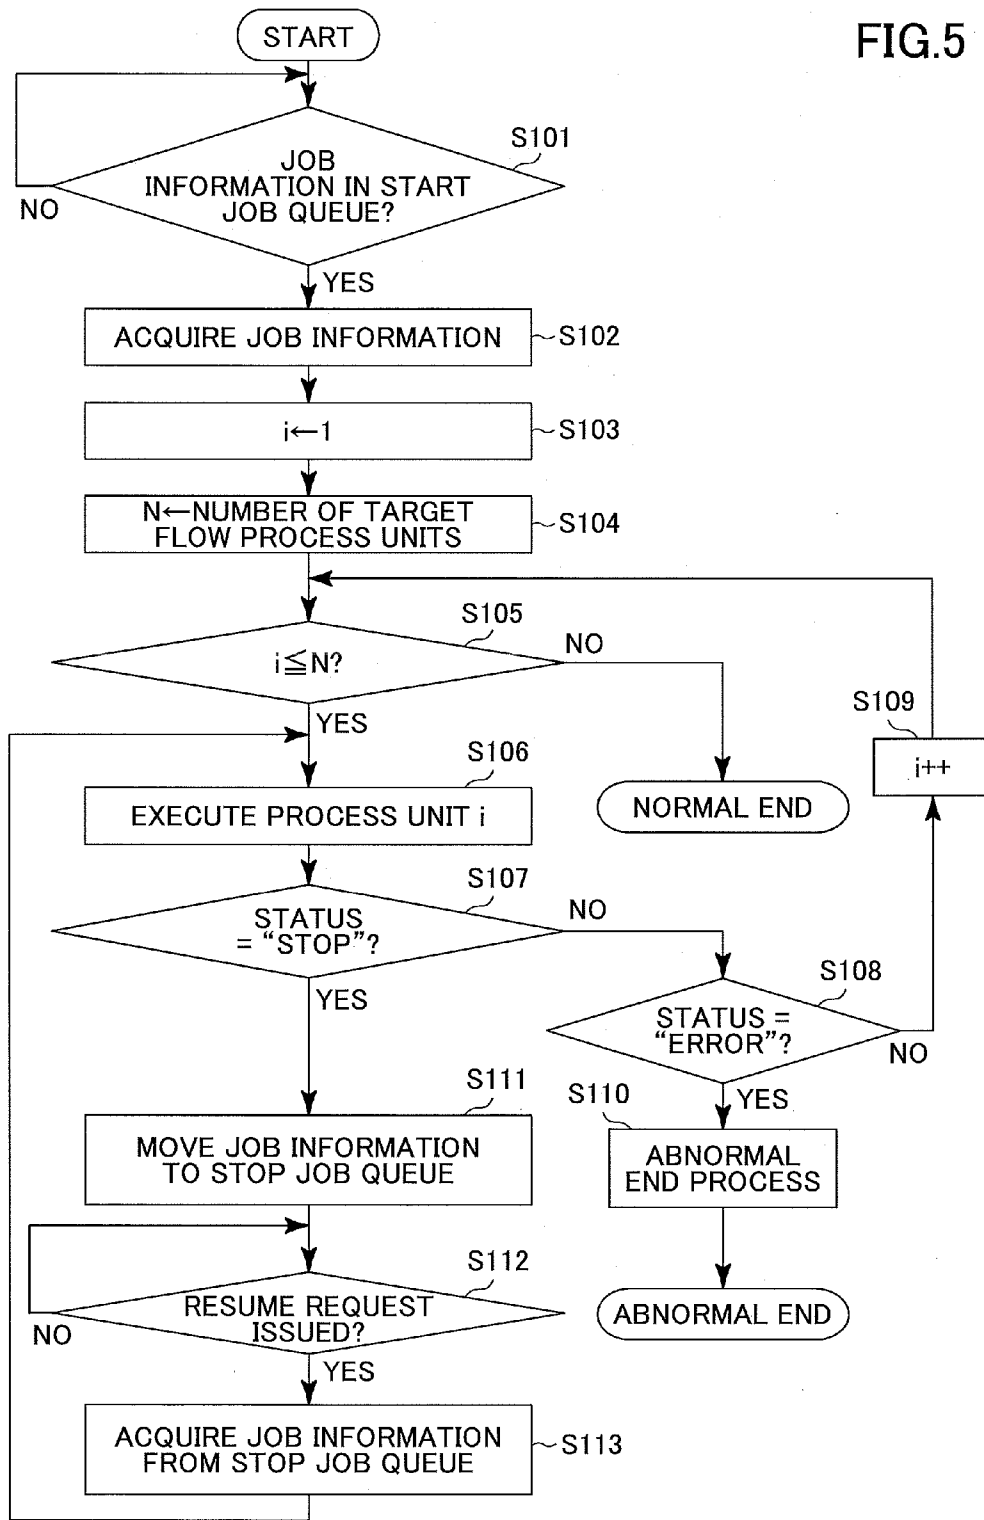 FIG.5
START
S101
JOB
INFORMATION IN START
JOB QUEUE?
NO
YES
ACQUIRE JOB INFORMATION
S102
i←1
S103
N←NUMBER OF TARGET
FLOW PROCESS UNITS
S104
S105
i≦N?
NO
YES
S109
i++
S106
EXECUTE PROCESS UNIT i
NORMAL END
S107
STATUS
= “STOP”?
NO
YES
S108
STATUS =
“ERROR”?
NO
YES
S110
ABNORMAL
END PROCESS
S111
MOVE JOB INFORMATION
TO STOP JOB QUEUE
S112
RESUME REQUEST
ISSUED?
NO
YES
ABNORMAL END
ACQUIRE JOB INFORMATION
FROM STOP JOB QUEUE
S113